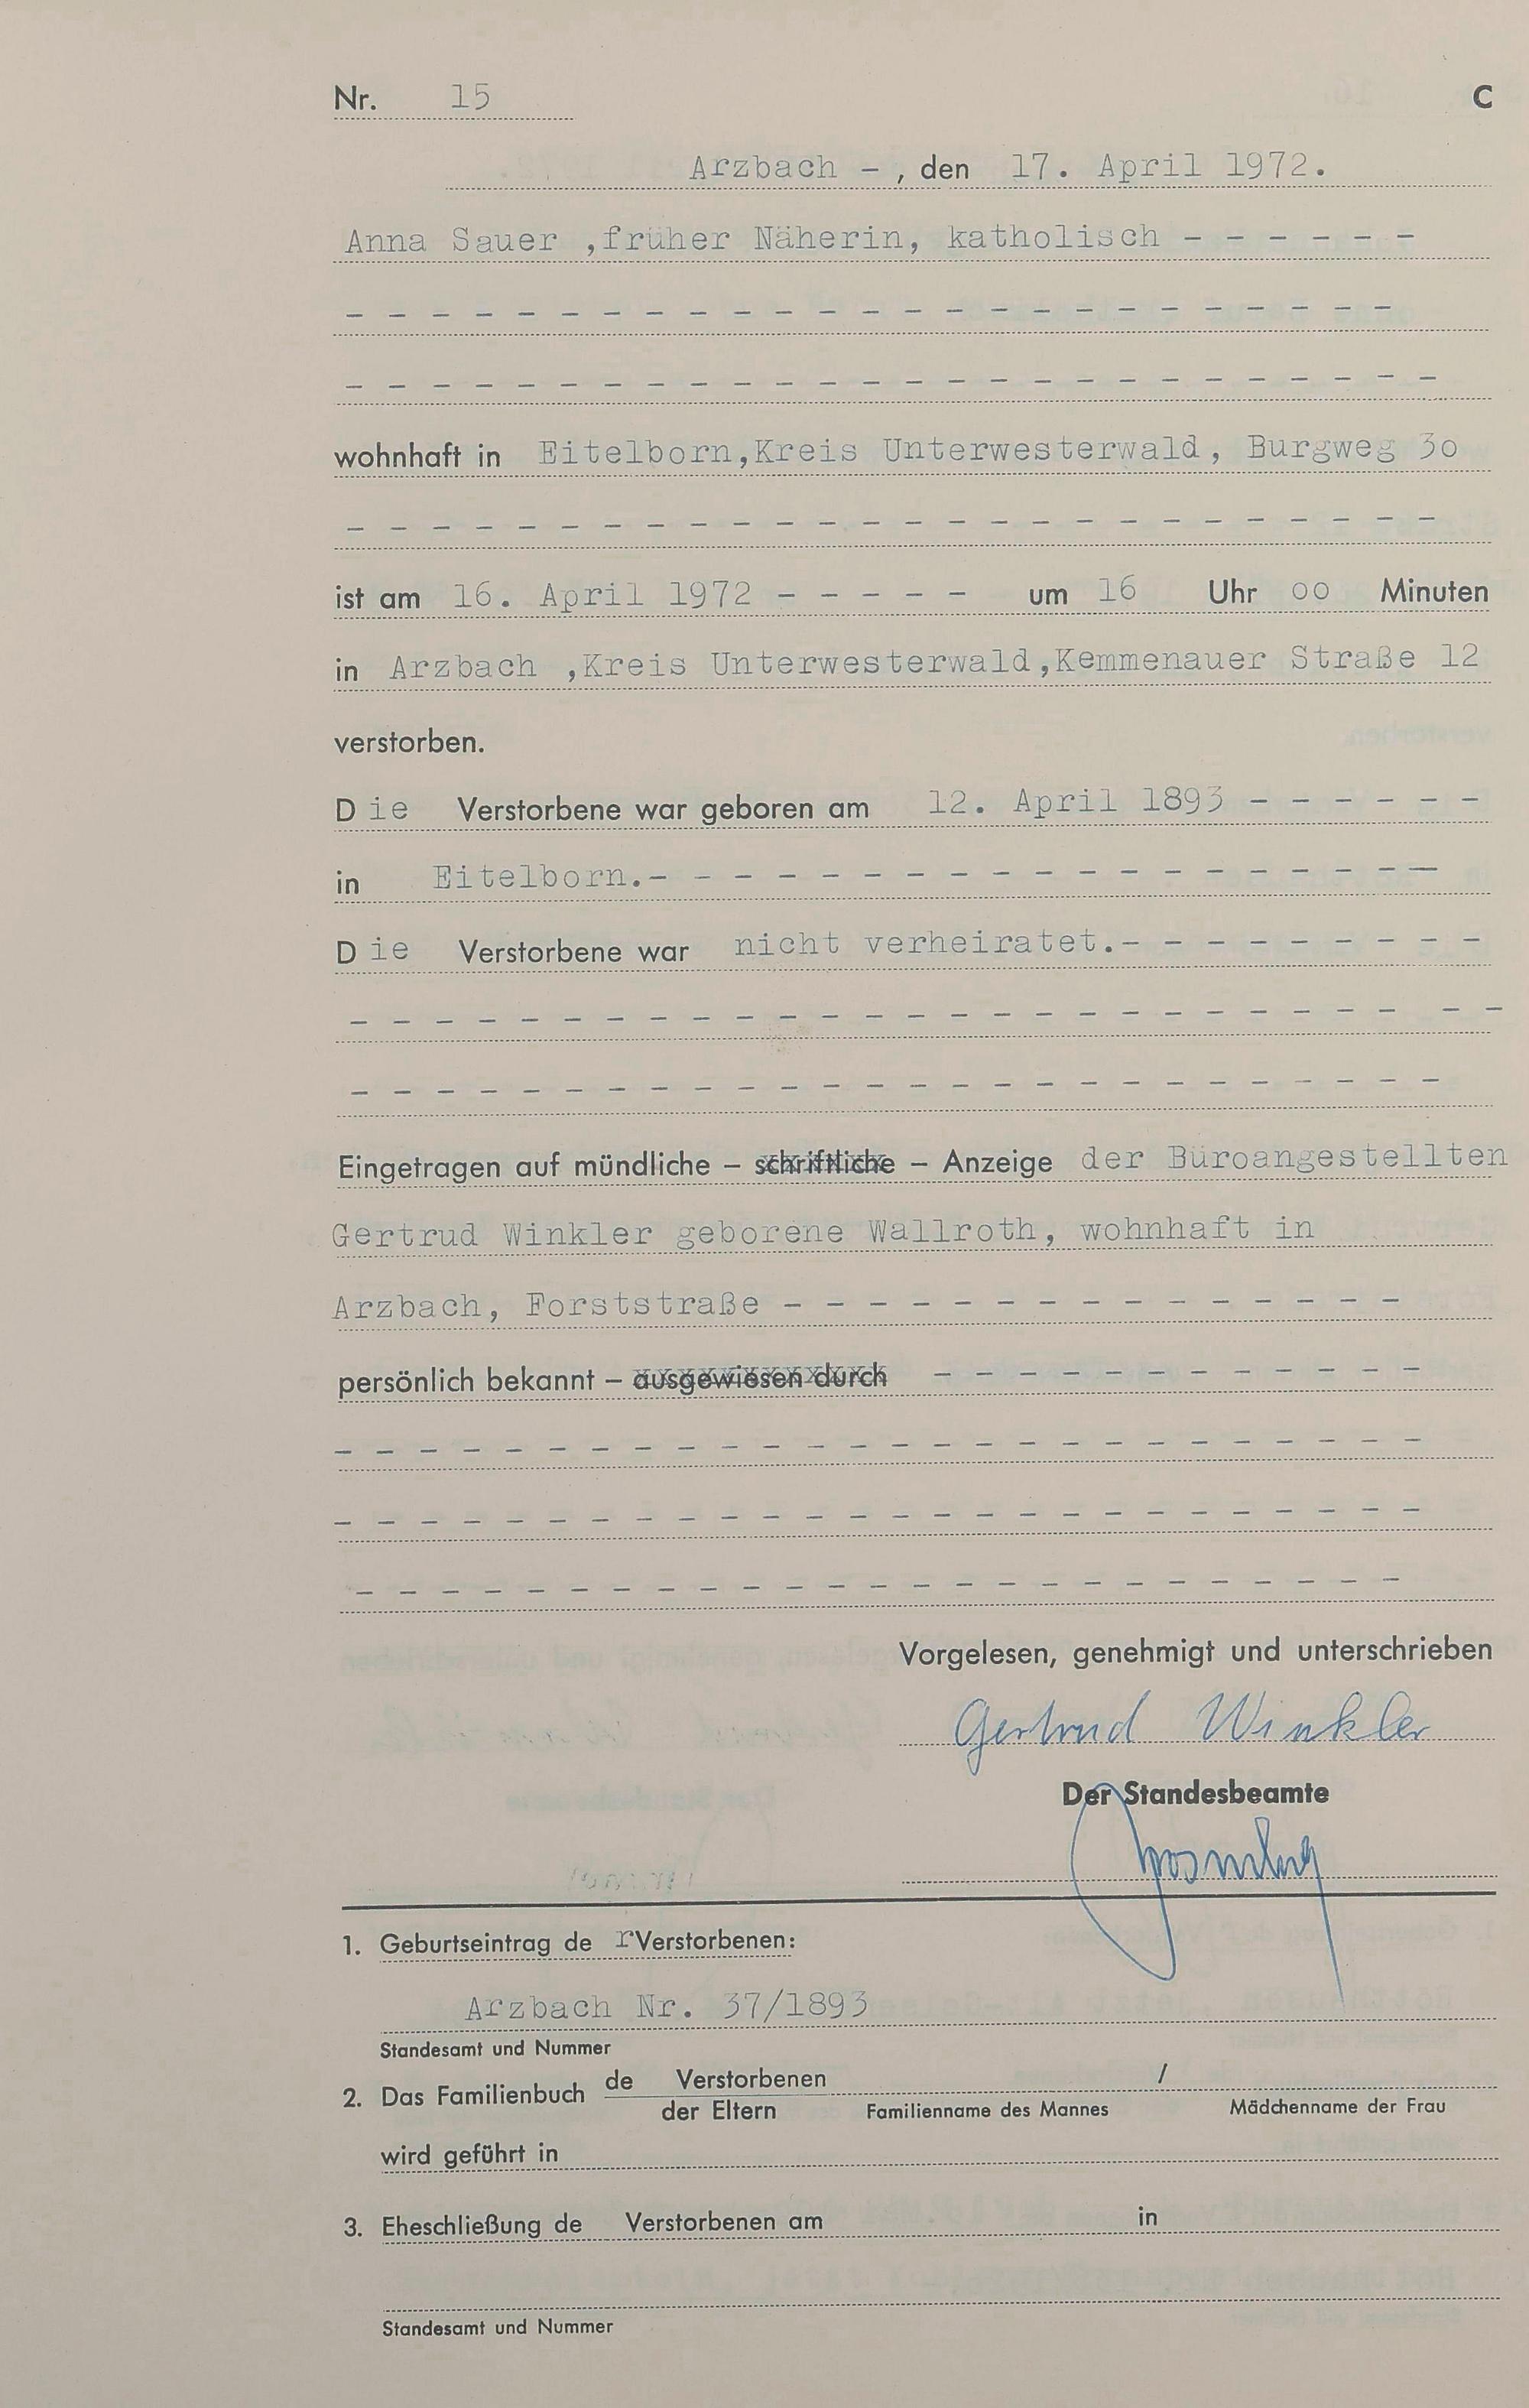 Nr. 15 C
Arzbach - , den 17. April 1972.
Anna Sauer ,früher Näherin, katholisch - - - - - -
- - - - - - - - - - - - - - - - - - - - - - - - -
- - - - - - - - - - - - - - - - - - - - - - - - - -
wohnhaft in Eitelborn,Kreis Unterwesterwald, Burgweg 3o
- - - - - - - - - - - - - - - - - - - - - - - - - -
ist am 16. April 1972 - - - - - um 16 Uhr oo Minuten
in Arzbach ,Kreis Unterwesterwald,Kemmenauer Straße 12
verstorben.
Die Verstorbene war geboren am 12. April 1893 - - - - - -
in Eitelborn.- - - - - - - - - - - - - - - - - - -
Die Verstorbene war nicht verheiratet.- - - - - - - - -
- - - - - - - - - - - - - - - - - - - - - - - - - - -
- - - - - - - - - - - - - - - - - - - - - - - - - -
Eingetragen auf mündliche – schriftliche – Anzeige der Büroangestellten
Gertrud Winkler geborene Wallroth, wohnhaft in
Arzbach, Forststraße - - - - - - - - - - - - - - -
persönlich bekannt – ausgewiesen durch - - - - - - - - - - - -
- - - - - - - - - - - - - - - - - - - - - - - - - -
- - - - - - - - - - - - - - - - - - - - - - - - - -
- - - - - - - - - - - - - - - - - - - - - - - - -
Vorgelesen, genehmigt und unterschrieben
Gertrud Winkler
Der Standesbeamte
1. Geburtseintrag der Verstorbenen:
Arzbach Nr. 37/1893
Standesamt und Nummer
2. Das Familienbuch de Verstorbenen /
der Eltern Familienname des Mannes Mädchenname der Frau
wird geführt in
3. Eheschließung de Verstorbenen am in
Standesamt und Nummer